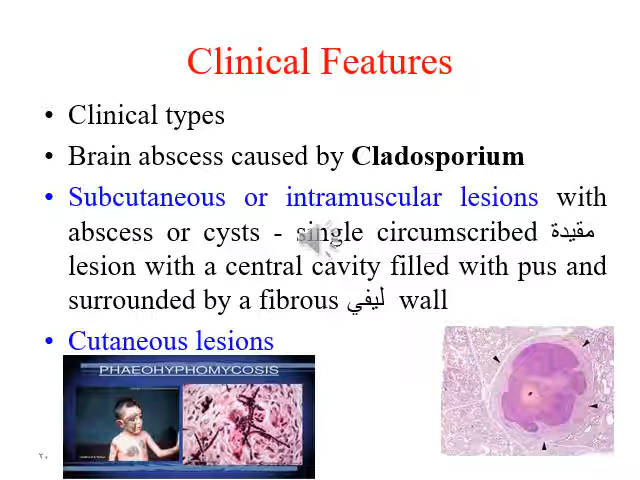 Clinical Features
• Clinical types
• Brain abscess caused by Cladosporium
• Subcutaneous or intramuscular lesions with
abscess or cysts - single circumscribed مقيدة
lesion with a central cavity filled with pus and
surrounded by a fibrous ليفي wall
• Cutaneous lesions
PHAEOHYPHOMYCOSIS
٢٠